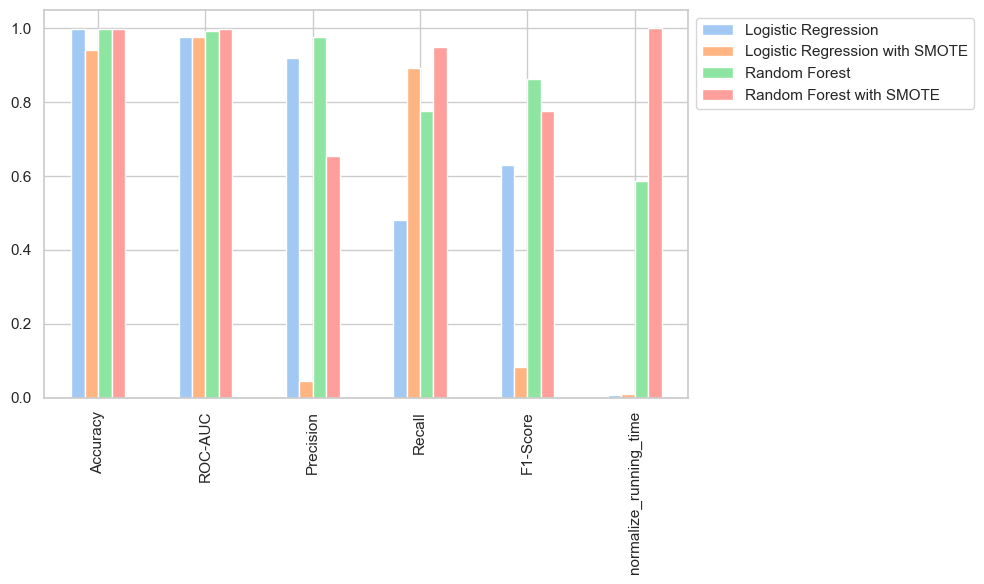 1.0
0.8
0.6
0.4
0.2
0.0
Accuracy
ROC-AUC
Precision
Recall
F1-Score
normalize_running_time
Logistic Regression
Logistic Regression with SMOTE
Random Forest
Random Forest with SMOTE